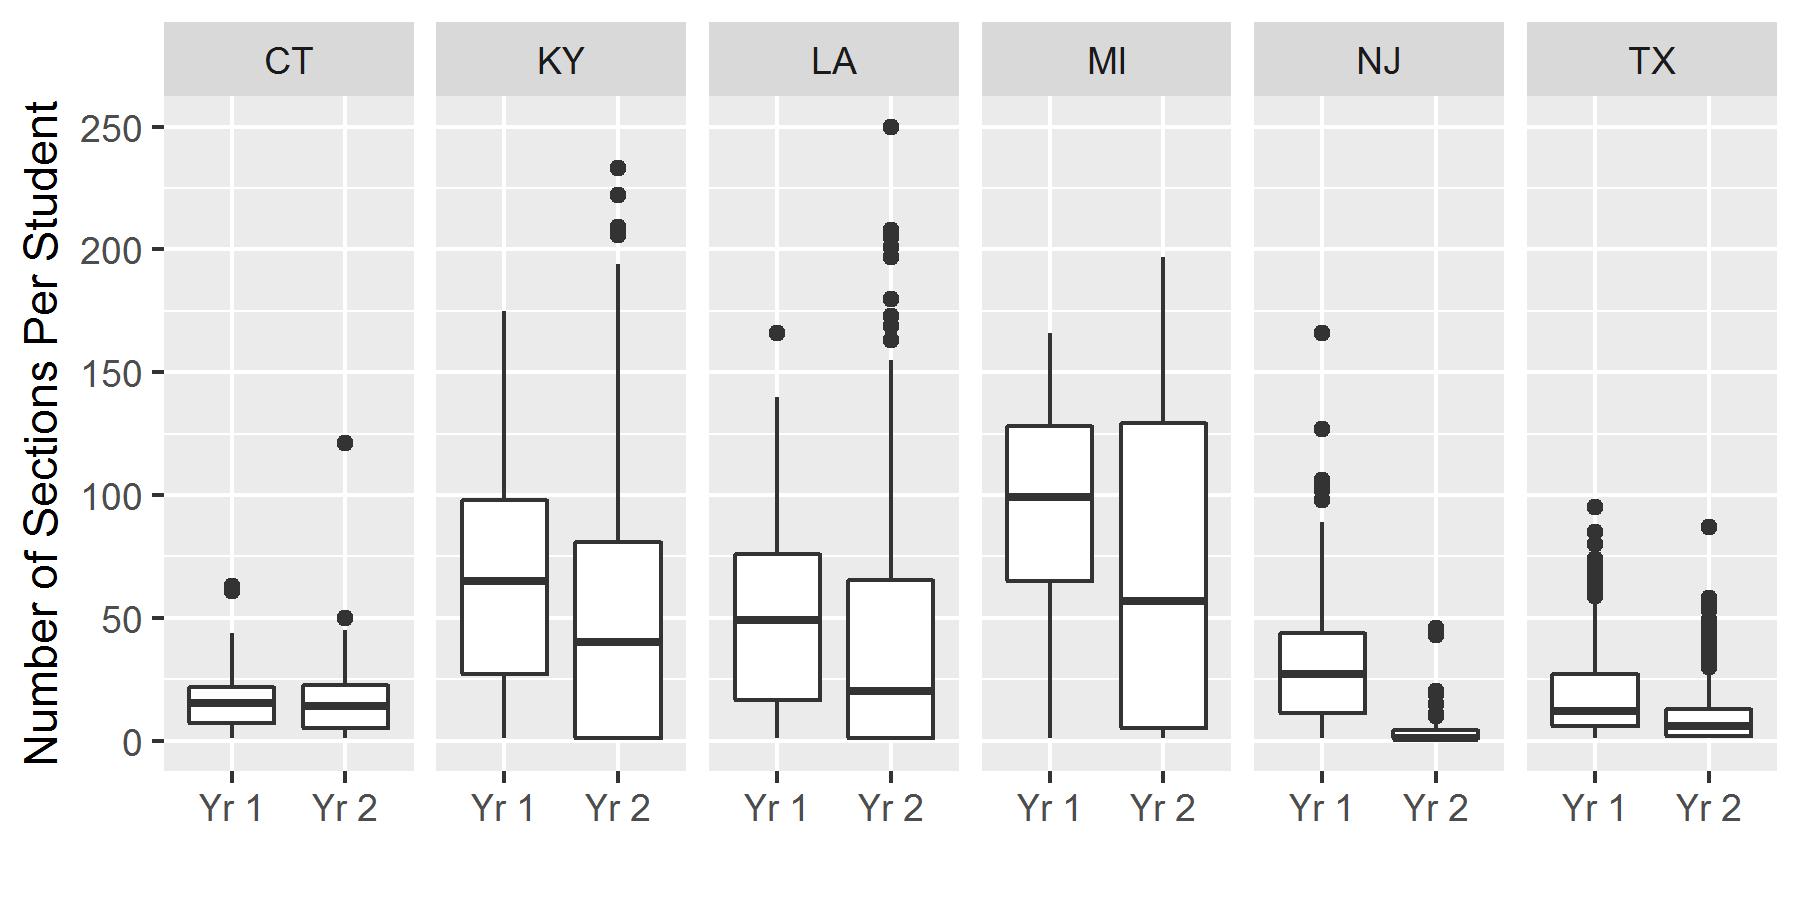 CT KY LA MI NJ TX
Number of Sections Per Student
250
200
150
100
50
0
Yr 1 Yr 2 Yr 1 Yr 2 Yr 1 Yr 2 Yr 1 Yr 2 Yr 1 Yr 2 Yr 1 Yr 2